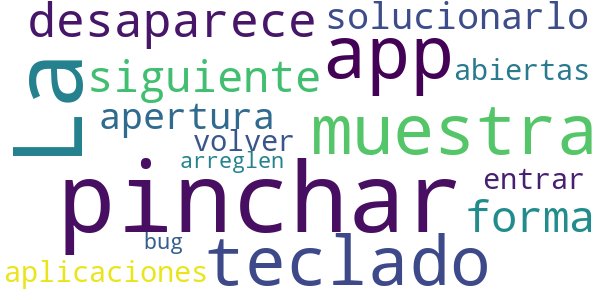 desaparece
solucionarlo
app
La
siguiente
abiertas
apertura
muestra
volver
arreglen
pinchar
entrar
forma
bug
teclado
aplicaciones